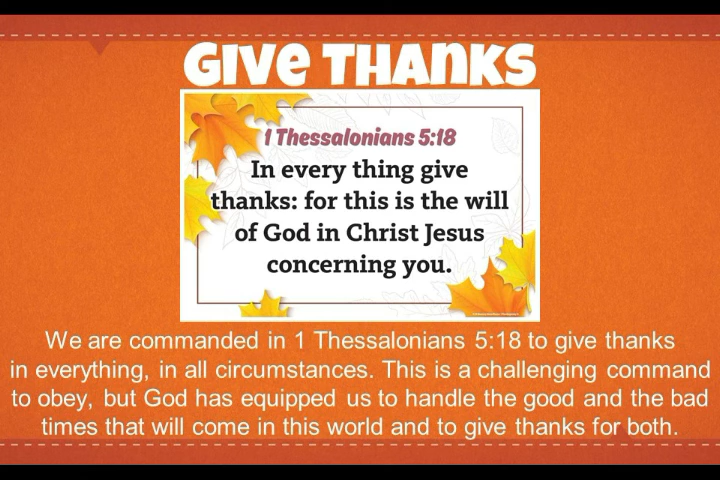 GIVE THANKS
1 Thessalonians 5:18
In every thing give
thanks: for this is the will
of God in Christ Jesus
concerning you.
We are commanded in 1 Thessalonians 5:18 to give thanks
in everything, in all circumstances. This is a challenging command
to obey, but God has equipped us to handle the good and the bad
times that will come in this world and to give thanks for both.